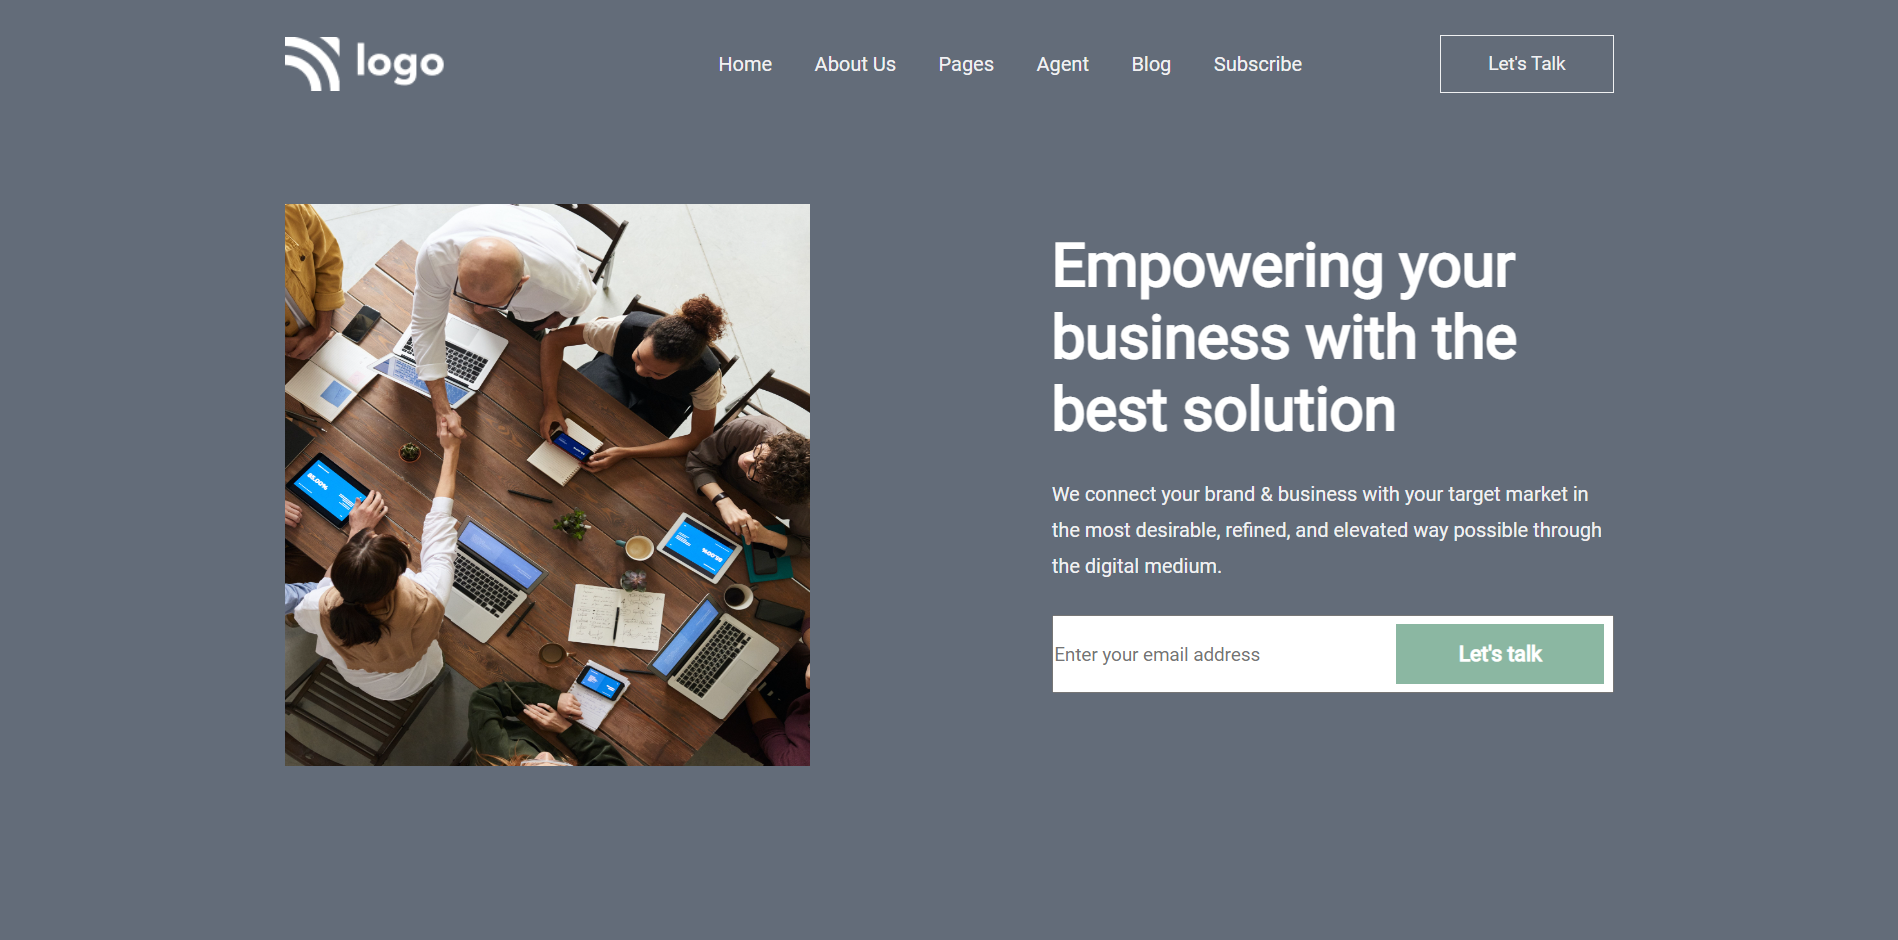 logo
Home
About Us
Pages
Agent
Blog
Subscribe
Let's Talk
Empowering your
business with the
best solution
We connect your brand & business with your target market in
the most desirable, refined, and elevated way possible through
the digital medium.
Enter your email address
Let's talk